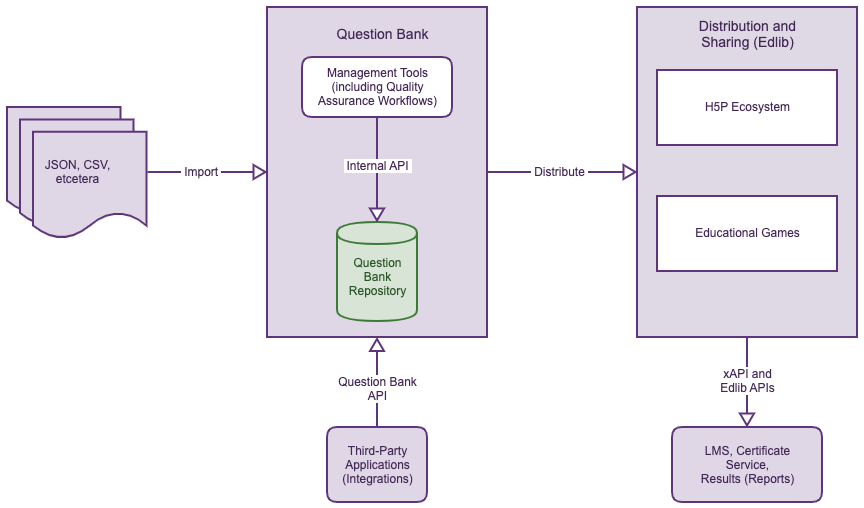 Question Bank
Management Tools
(including Quality
Assurance Workflows)
Internal API
Question
Bank
Repository
JSON, CSV,
etcetera
Import
Distribute
Distribution and
Sharing (Edlib)
H5P Ecosystem
Educational Games
Question Bank
API
Third-Party
Applications
(Integrations)
xAPI and
Edlib APIs
LMS, Certificate
Service,
Results (Reports)